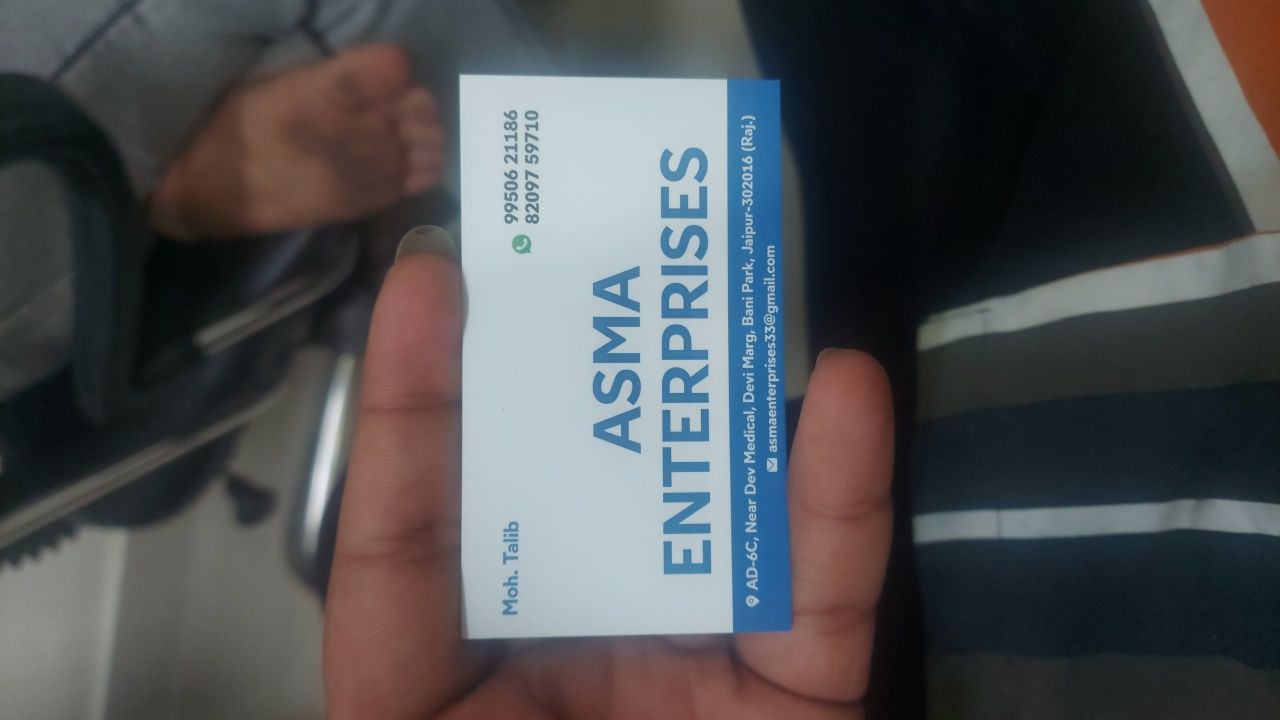 Moh. Talib
99506 21186
82097 59710
ASMA
ENTERPRISES
AD-6C, Near Dev Medical, Devi Marg, Bani Park, Jaipur-302016 (Raj.)
asmaenterprises33@gmail.com